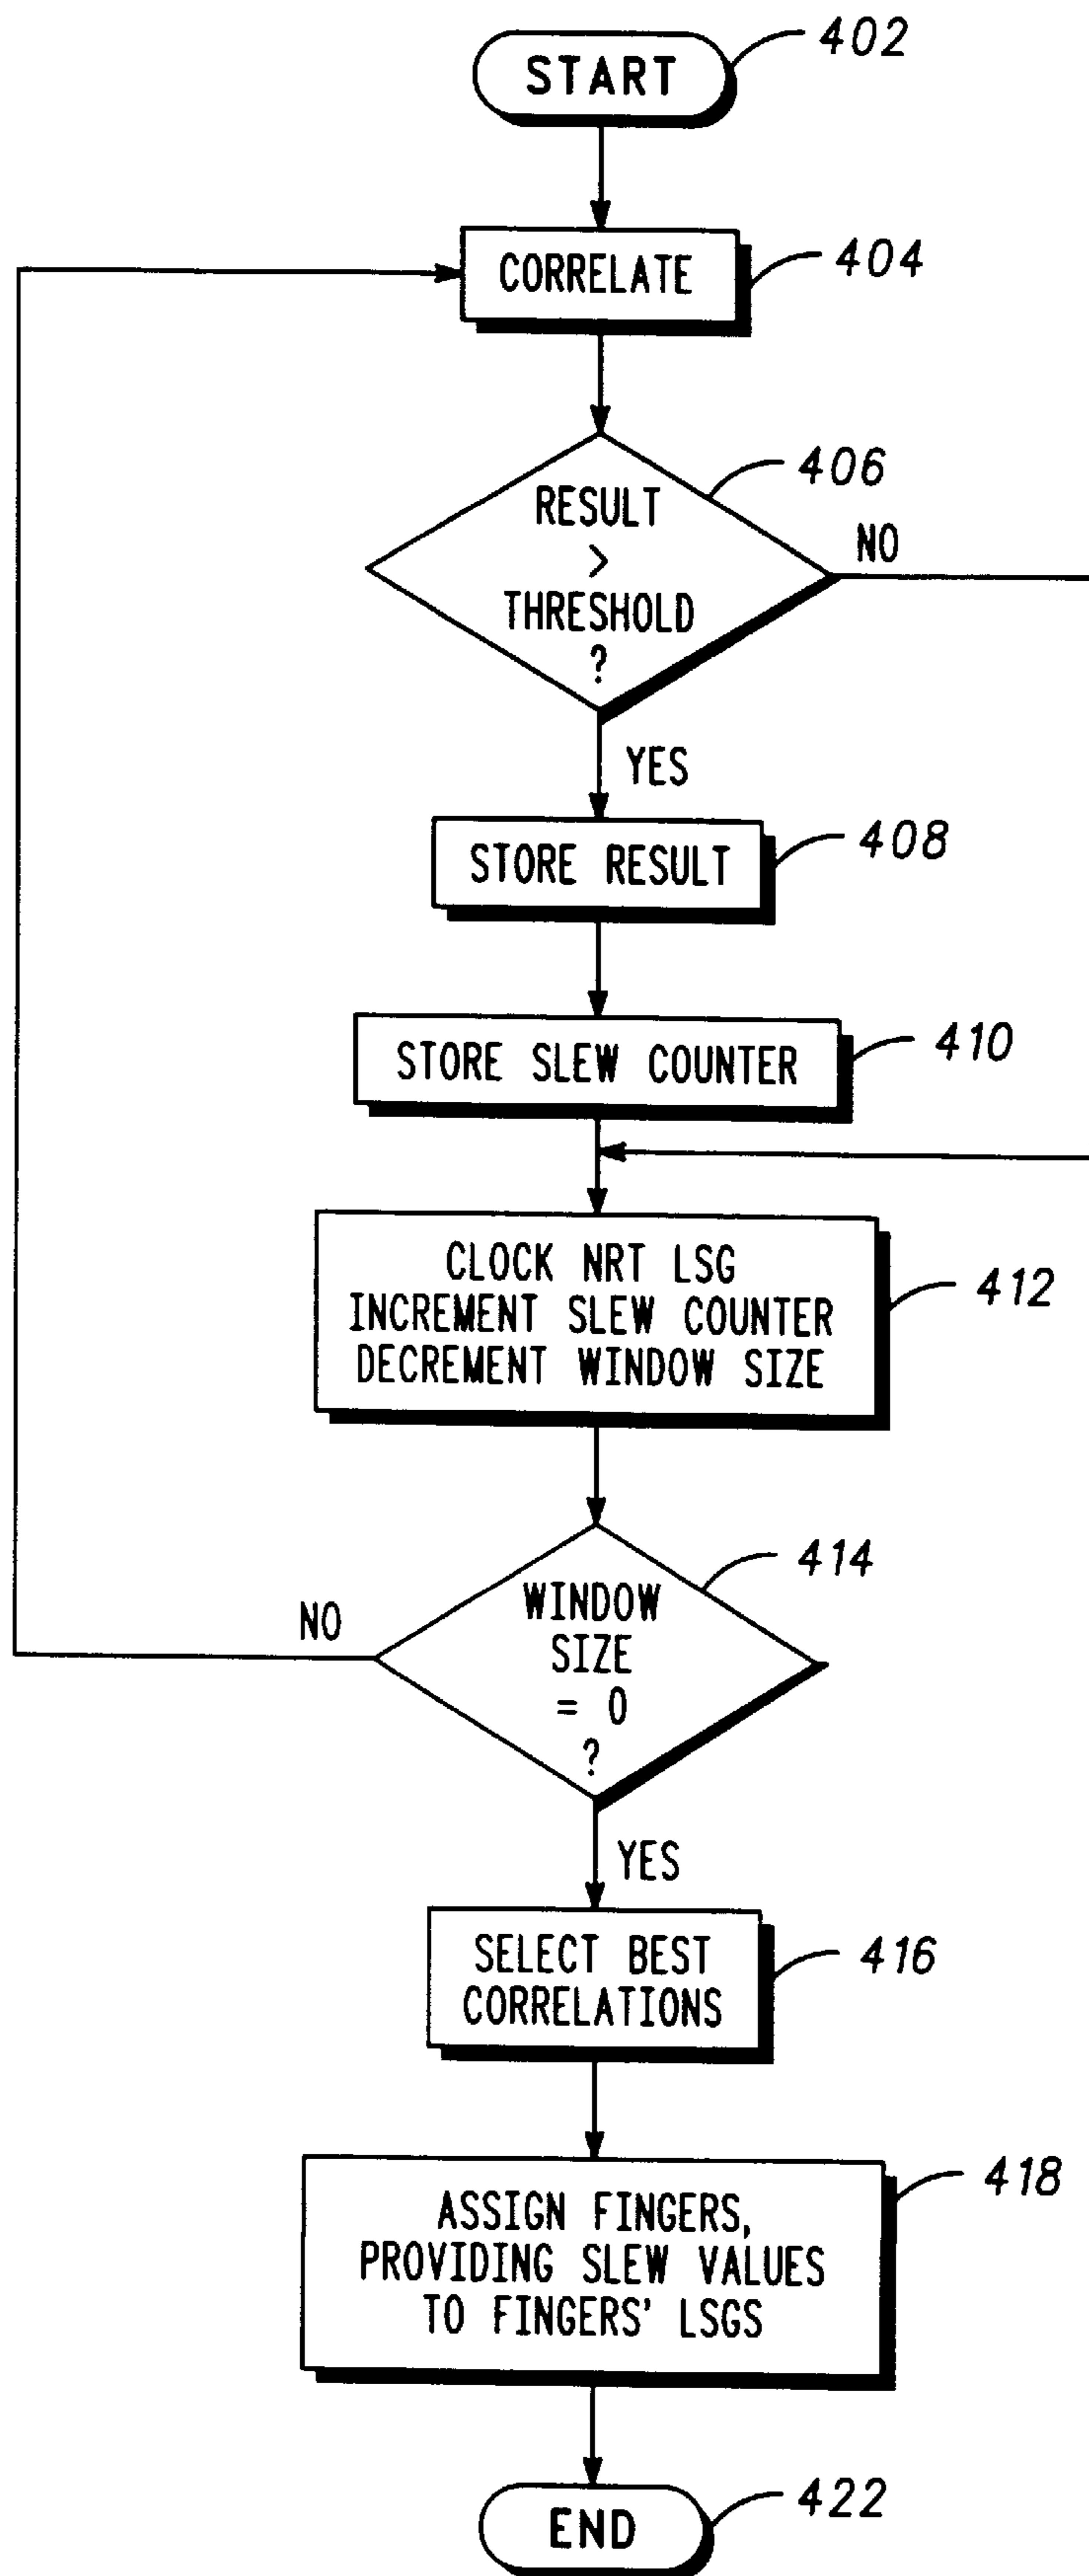 START
402
CORRELATE
404
RESULT
>
THRESHOLD
?
406
NO
YES
STORE RESULT
408
STORE SLEW COUNTER
410
CLOCK NRT LSG
INCREMENT SLEW COUNTER
DECREMENT WINDOW SIZE
412
WINDOW
SIZE
= 0
?
414
NO
YES
SELECT BEST
CORRELATIONS
416
ASSIGN FINGERS,
PROVIDING SLEW VALUES
TO FINGERS' LSGS
418
END
422